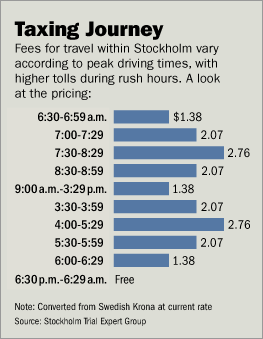 Taxing Journey
Fees for travel within Stockholm vary
according to peak driving times, with
higher tolls during rush hours. A look
at the pricing:
6:30-6:59 a.m. $1.38
7:00-7:29 2.07
7:30-8:29 2.76
8:30-8:59 2.07
9:00 a.m.-3:29 p.m. 1.38
3:30-3:59 2.07
4:00-5:29 2.76
5:30-5:59 2.07
6:00-6:29 1.38
6:30 p.m.-6:29 a.m. Free
Note: Converted from Swedish Krona at current rate
Source: Stockholm Trial Expert Group